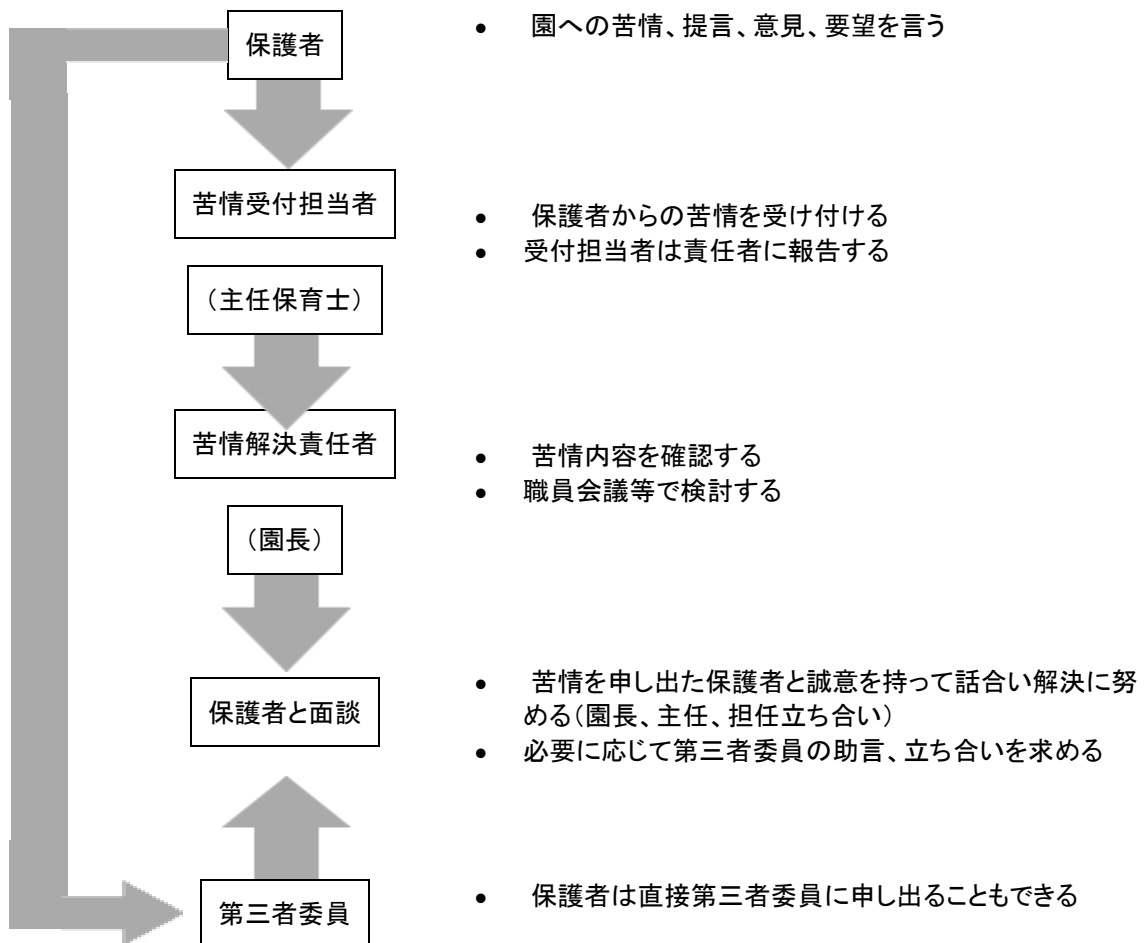 保護者
● 園への苦情、提言、意見、要望を言う
苦情受付担当者
● 保護者からの苦情を受け付ける
● 受付担当者は責任者に報告する
（主任保育士）
苦情解決責任者
● 苦情内容を確認する
● 職員会議等で検討する
（園長）
保護者と面談
● 苦情を申し出た保護者と誠意を持って話合い解決に努
める（園長、主任、担任立ち合い）
● 必要に応じて第三者委員の助言、立ち合いを求める
第三者委員
● 保護者は直接第三者委員に申し出ることもできる